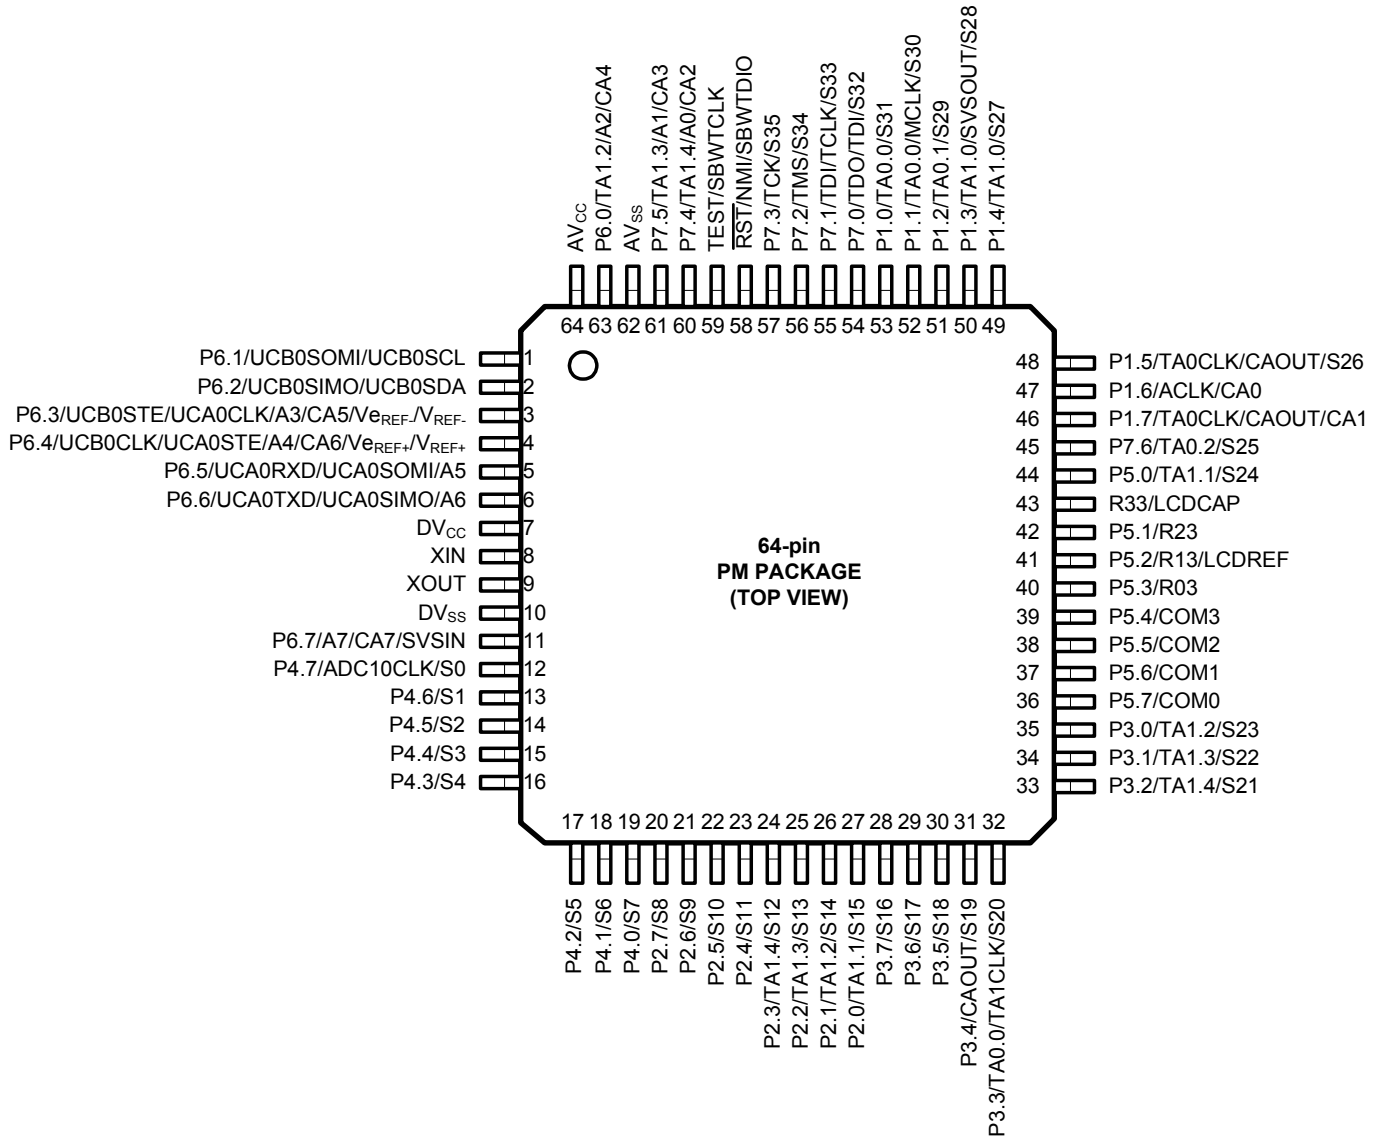 AVCC
P6.0/TA1.2/A2/CA4
AVSS
P7.5/TA1.3/A1/CA3
P7.4/TA1.4/A0/CA2
TEST/SBWTCLK
RST/NMI/SBWTDIO
P7.3/TCK/S35
P7.2/TMS/S34
P7.1/TDI/TCLK/S33
P7.0/TDO/TDI/S32
P1.0/TA0.0/S31
P1.1/TA0.0/MCLK/S30
P1.2/TA0.1/S29
P1.3/TA1.0/SVSOUT/S28
P1.4/TA1.0/S27
64 63 62 61 60 59 58 57 56 55 54 53 52 51 50 49
P6.1/UCB0SOMI/UCB0SCL 1
P6.2/UCB0SIMO/UCB0SDA 2
P6.3/UCB0STE/UCA0CLK/A3/CA5/VeREF-/VREF- 3
P6.4/UCB0CLK/UCA0STE/A4/CA6/VeREF+/VREF+ 4
P6.5/UCA0RXD/UCA0SOMI/A5 5
P6.6/UCA0TXD/UCA0SIMO/A6 6
DVCC 7
XIN 8
XOUT 9
DVSS 10
P6.7/A7/CA7/SVSIN 11
P4.7/ADC10CLK/S0 12
P4.6/S1 13
P4.5/S2 14
P4.4/S3 15
P4.3/S4 16
64-pin
PM PACKAGE
(TOP VIEW)
48 P1.5/TA0CLK/CAOUT/S26
47 P1.6/ACLK/CA0
46 P1.7/TA0CLK/CAOUT/CA1
45 P7.6/TA0.2/S25
44 P5.0/TA1.1/S24
43 R33/LCDCAP
42 P5.1/R23
41 P5.2/R13/LCDREF
40 P5.3/R03
39 P5.4/COM3
38 P5.5/COM2
37 P5.6/COM1
36 P5.7/COM0
35 P3.0/TA1.2/S23
34 P3.1/TA1.3/S22
33 P3.2/TA1.4/S21
17 18 19 20 21 22 23 24 25 26 27 28 29 30 31 32
P4.2/S5
P4.1/S6
P4.0/S7
P2.7/S8
P2.6/S9
P2.5/S10
P2.4/S11
P2.3/TA1.4/S12
P2.2/TA1.3/S13
P2.1/TA1.2/S14
P2.0/TA1.1/S15
P3.7/S16
P3.6/S17
P3.5/S18
P3.4/CAOUT/S19
P3.3/TA0.0/TA1CLK/S20